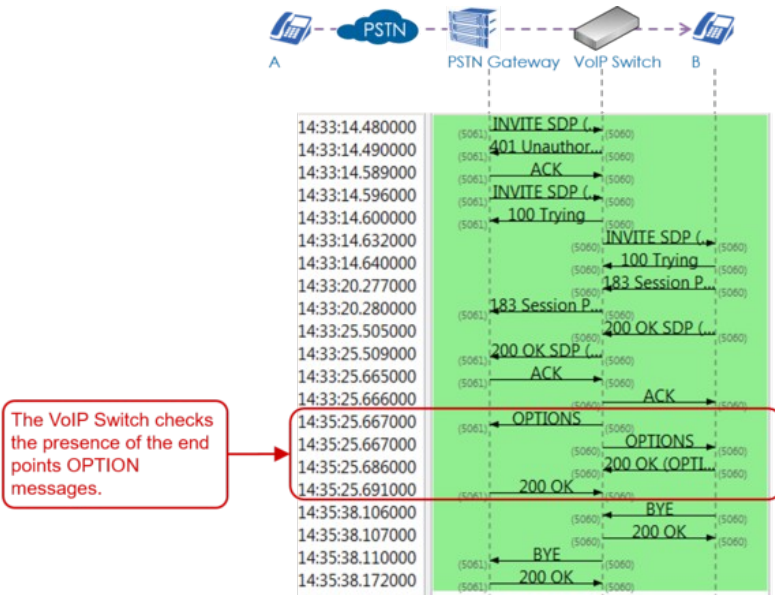 PSTN
A PSTN Gateway VoIP Switch B
14:33:14.480000 (5061) INVITE SDP (.. (5060)
14:33:14.490000 (5061) 401 Unauthor... (5060)
14:33:14.589000 (5061) ACK (5060)
14:33:14.596000 (5061) INVITE SDP (.. (5060)
14:33:14.600000 (5061) 100 Trying (5060)
14:33:14.632000 (5060) INVITE SDP (.. (5060)
14:33:14.640000 (5060) 100 Trying (5060)
14:33:20.277000 (5060) 183 Session P... (5060)
14:33:20.280000 (5061) 183 Session P... (5060)
14:33:25.505000 (5060) 200 OK SDP (... (5060)
14:33:25.509000 (5061) 200 OK SDP (... (5060)
14:33:25.665000 (5061) ACK (5060)
14:33:25.666000 (5060) ACK (5060)
14:35:25.667000 (5061) OPTIONS (5060)
14:35:25.667000 (5060) OPTIONS (5060)
14:35:25.686000 (5060) 200 OK (OPTI... (5060)
14:35:25.691000 (5061) 200 OK (5060)
14:35:38.106000 (5060) BYE (5060)
14:35:38.107000 (5060) 200 OK (5060)
14:35:38.110000 (5061) BYE (5060)
14:35:38.172000 (5061) 200 OK (5060)
The VoIP Switch checks
the presence of the end
points OPTION
messages.